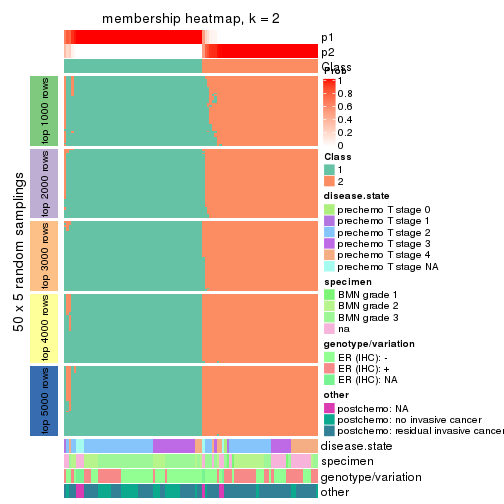 membership heatmap, k = 2
p1
p2
Class
Prob
1
0.8
0.6
0.4
0.2
0
Class
1
2
disease.state
prechemo T stage 0
prechemo T stage 1
prechemo T stage 2
prechemo T stage 3
prechemo T stage 4
prechemo T stage NA
specimen
BMN grade 1
BMN grade 2
BMN grade 3
na
genotype/variation
ER (IHC): -
ER (IHC): +
ER (IHC): NA
other
postchemo: NA
postchemo: no invasive cancer
postchemo: residual invasive cancer
50 x 5 random samplings
top 1000 rows
top 2000 rows
top 3000 rows
top 4000 rows
top 5000 rows
disease.state
specimen
genotype/variation
other